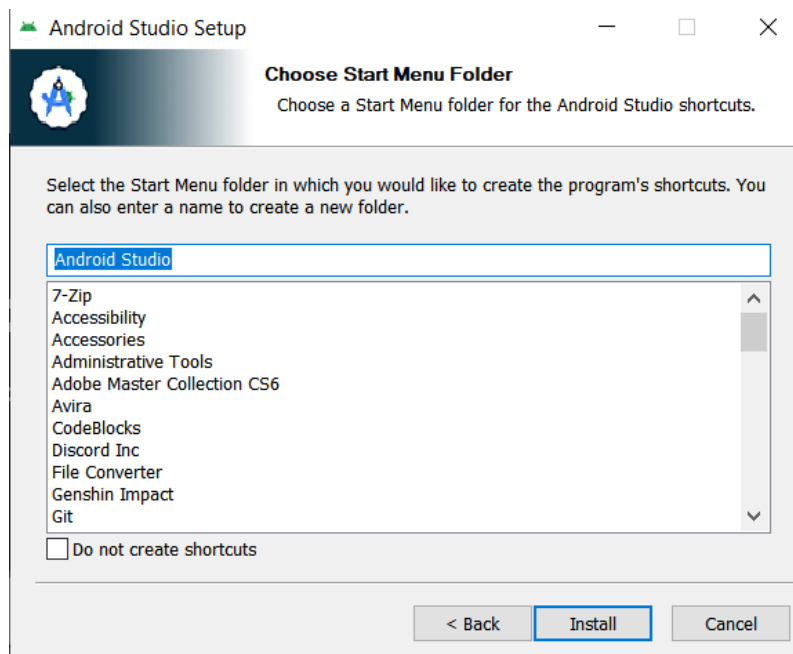 Android Studio Setup
Choose Start Menu Folder
Choose a Start Menu folder for the Android Studio shortcuts.
Select the Start Menu folder in which you would like to create the program's shortcuts. You
can also enter a name to create a new folder.
Android Studio
7-Zip
Accessibility
Accessories
Administrative Tools
Adobe Master Collection CS6
Avira
CodeBlocks
Discord Inc
File Converter
Genshin Impact
Git
Do not create shortcuts
< Back Install Cancel